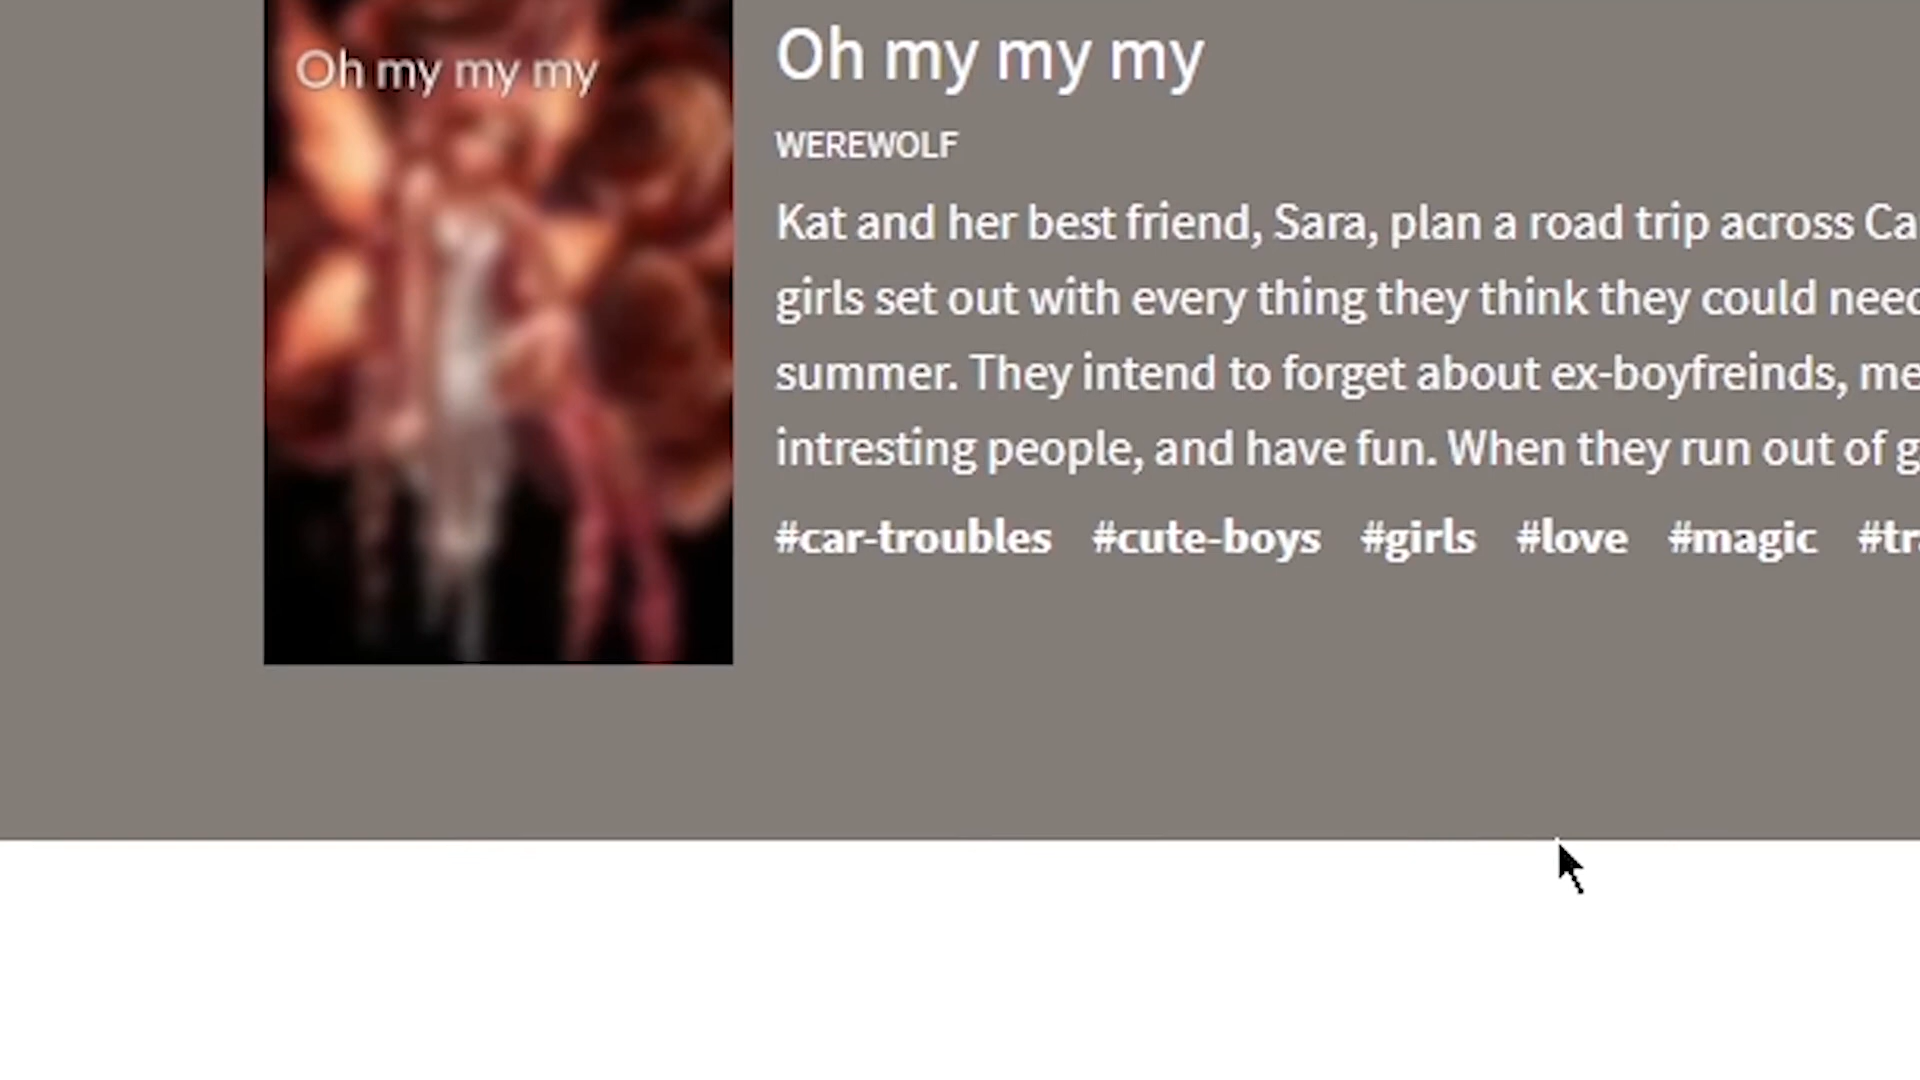 Oh my my my
Oh my my my
WEREWOLF
Kat and her best friend, Sara, plan a road trip across
girls set out with every thing they think they could need
summer. They intend to forget about ex-boyfreinds,
intresting people, and have fun. When they run out of
#car-troubles #cute-boys #girls #love #magic